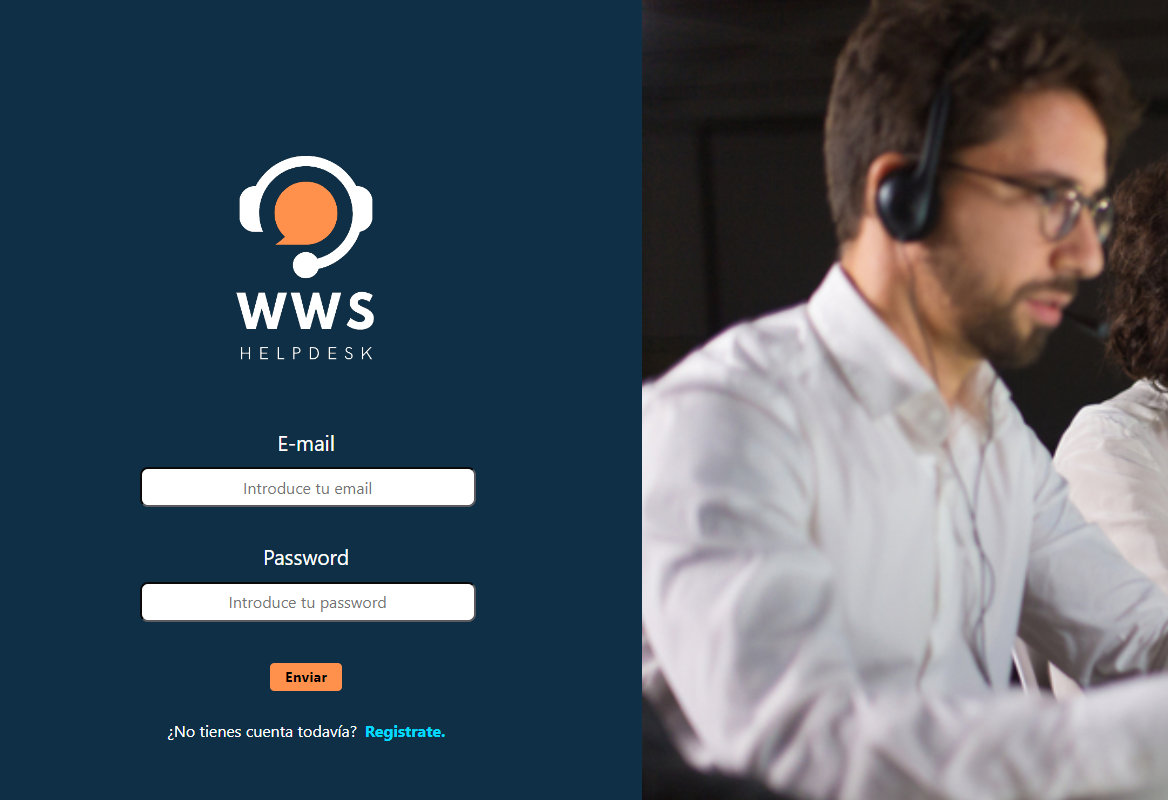 WWS
HELPDESK
E-mail
Introduce tu email
Password
Introduce tu password
Enviar
¿No tienes cuenta todavía? Registrate.